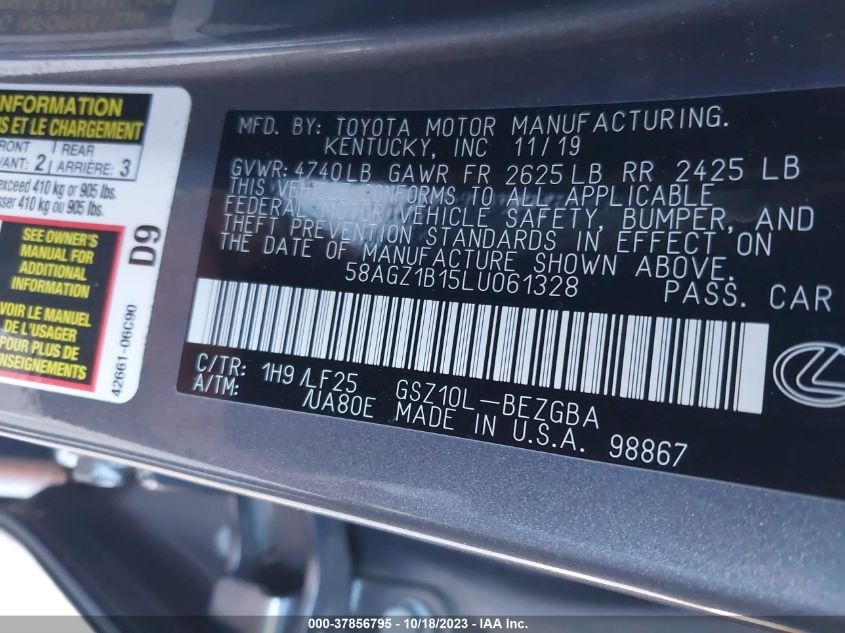 INFORMATION
S ET LE CHARGEMENT
FRONT REAR
VANT: 2 ARRIÈRE: 3
exceed 410 kg or 905 lbs.
sser 410 kg ou 905 lbs.
SEE OWNER'S
MANUAL FOR
ADDITIONAL
INFORMATION
VOIR LE MANUEL
DE L'USAGER
POUR PLUS DE
RENSEIGNEMENTS
D9
42661-06C90
MFD. BY: TOYOTA MOTOR MANUFACTURING.
KENTUCKY, INC 11/19
GVWR: 4740LB GAWR FR 2625LB RR 2425 LB
THIS VEHICLE CONFORMS TO ALL APPLICABLE
FEDERAL MOTOR VEHICLE SAFETY, BUMPER, AND
THEFT PREVENTION STANDARDS IN EFFECT ON
THE DATE OF MANUFACTURE SHOWN ABOVE.
58AGZ1B15LU061328 PASS. CAR
C/TR: 1H9/LF25 GSZ10L-BEZGBA
A/TM: /UA80E MADE IN U.S.A. 98867
000-37856795 - 10/18/2023 - IAA Inc.